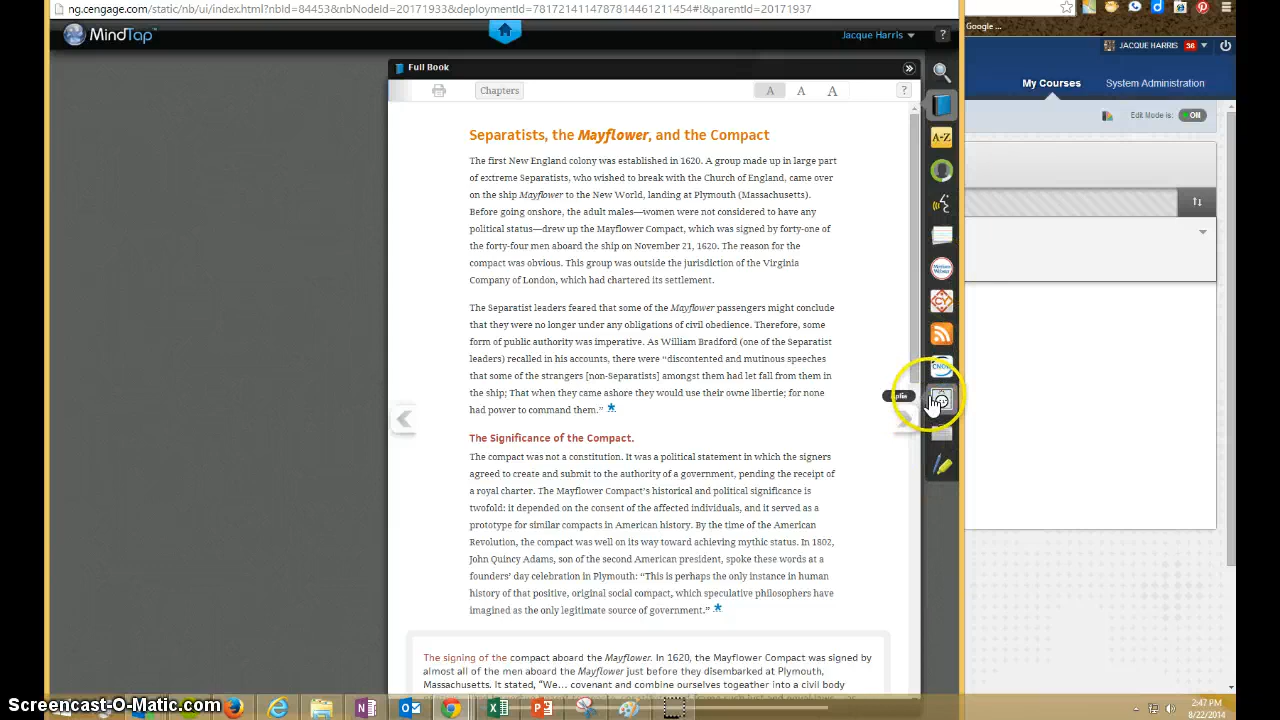 ng.cengage.com/static/nb/ui/index.html?nbId=84453&nbNodeId=20171933&deploymentId=7817214114787814461211454#!&parentId=20171937
Google ...
MindTap
Jacque Harris
?
JACQUE HARRIS 36
My Courses System Administration
Edit Mode is: ON
Full Book
Chapters
A A A
?
A-Z
Separatists, the Mayflower, and the Compact
The first New England colony was established in 1620. A group made up in large part
of extreme Separatists, who wished to break with the Church of England, came over
on the ship Mayflower to the New World, landing at Plymouth (Massachusetts).
Before going onshore, the adult males—women were not considered to have any
political status—drew up the Mayflower Compact, which was signed by forty-one of
the forty-four men aboard the ship on November 21, 1620. The reason for the
compact was obvious. This group was outside the jurisdiction of the Virginia
Company of London, which had chartered its settlement.
The Separatist leaders feared that some of the Mayflower passengers might conclude
that they were no longer under any obligations of civil obedience. Therefore, some
form of public authority was imperative. As William Bradford (one of the Separatist
leaders) recalled in his accounts, there were “discontented and mutinous speeches
that some of the strangers [non-Separatists] amongst them had let fall from them in
the ship; That when they came ashore they would use their owne libertie; for none
had power to command them.” *
The Significance of the Compact.
The compact was not a constitution. It was a political statement in which the signers
agreed to create and submit to the authority of a government, pending the receipt of
a royal charter. The Mayflower Compact's historical and political significance is
twofold: it depended on the consent of the affected individuals, and it served as a
prototype for similar compacts in American history. By the time of the American
Revolution, the compact was well on its way toward achieving mythic status. In 1802,
John Quincy Adams, son of the second American president, spoke these words at a
founders' day celebration in Plymouth: “This is perhaps the only instance in human
history of that positive, original social compact, which speculative philosophers have
imagined as the only legitimate source of government.” *
The signing of the compact aboard the Mayflower. In 1620, the Mayflower Compact was signed by
almost all of the men aboard the Mayflower just before they disembarked at Plymouth,
Massachusetts. It stated, “We... covenant and combine ourselves togeather into a civil body
Screencast-O-Matic.com
2:47 PM
8/22/2014